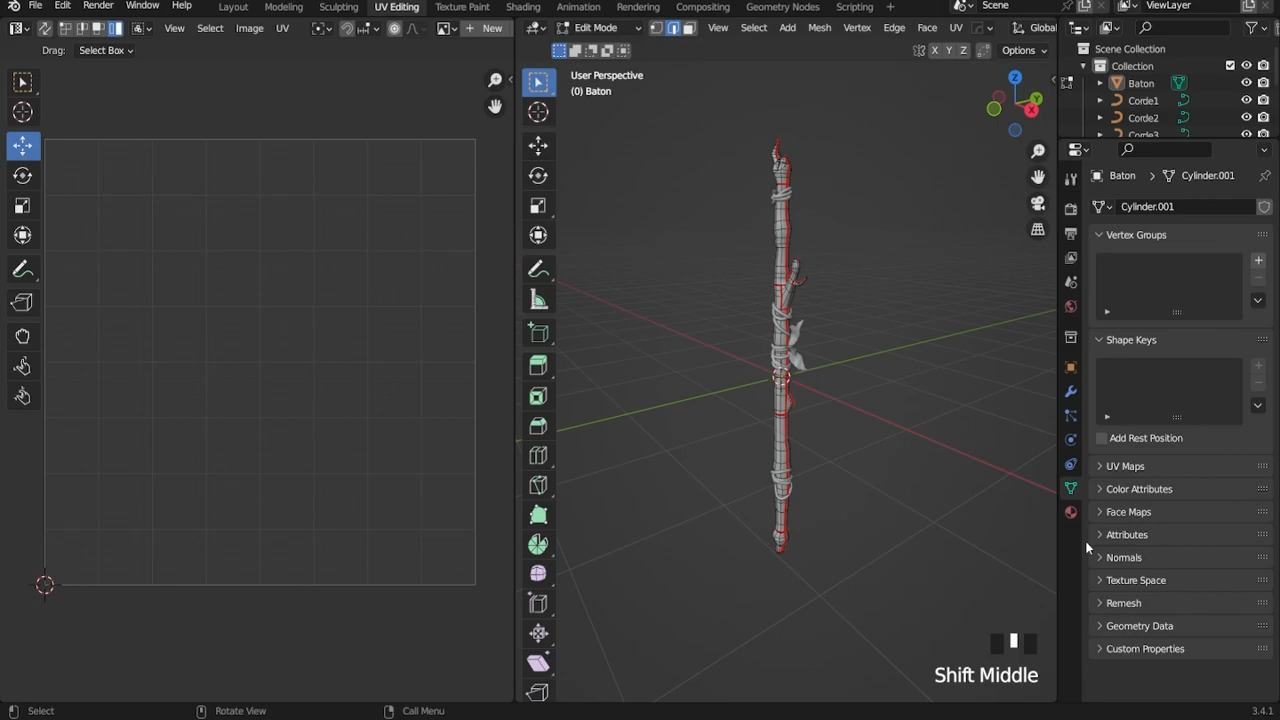 File Edit Render Window Help Layout Modeling Sculpting UV Editing Texture Paint Shading Animation Rendering Compositing Geometry Nodes Scripting + Scene ViewLayer
View Select Image UV New Edit Mode View Select Add Mesh Vertex Edge Face UV Global
Drag: Select Box X Y Z Options
Scene Collection
Collection
Baton
Corde1
Corde2
Corde3
User Perspective
(0) Baton
Z
Y
X
Baton > Cylinder.001
Cylinder.001
Vertex Groups
Shape Keys
Add Rest Position
UV Maps
Color Attributes
Face Maps
Attributes
Normals
Texture Space
Remesh
Geometry Data
Custom Properties
Shift Middle
Select Rotate View Call Menu 3.4.1